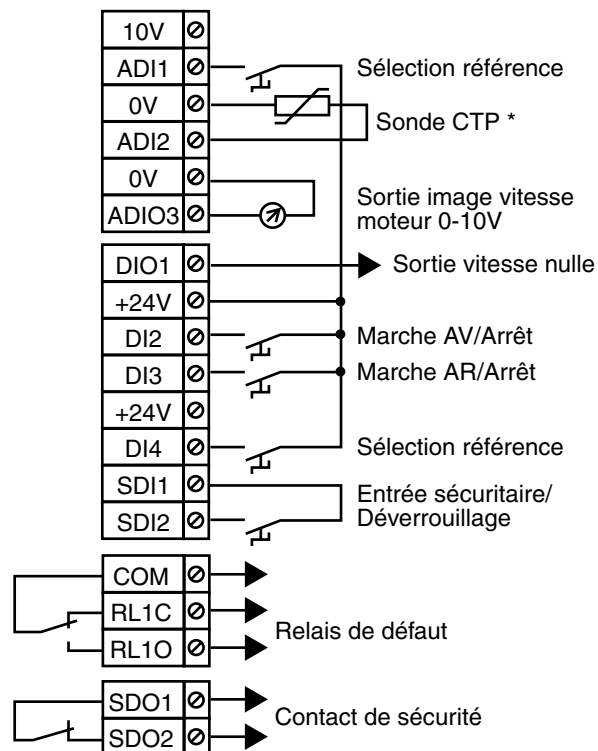 10V
ADI1
Sélection référence
0V
Sonde CTP *
ADI2
0V
Sortie image vitesse
moteur 0-10V
ADIO3
DIO1
Sortie vitesse nulle
+24V
DI2
Marche AV/Arrêt
DI3
Marche AR/Arrêt
+24V
DI4
Sélection référence
SDI1
Entrée sécuritaire/
Déverrouillage
SDI2
COM
RL1C
Relais de défaut
RL1O
SDO1
Contact de sécurité
SDO2